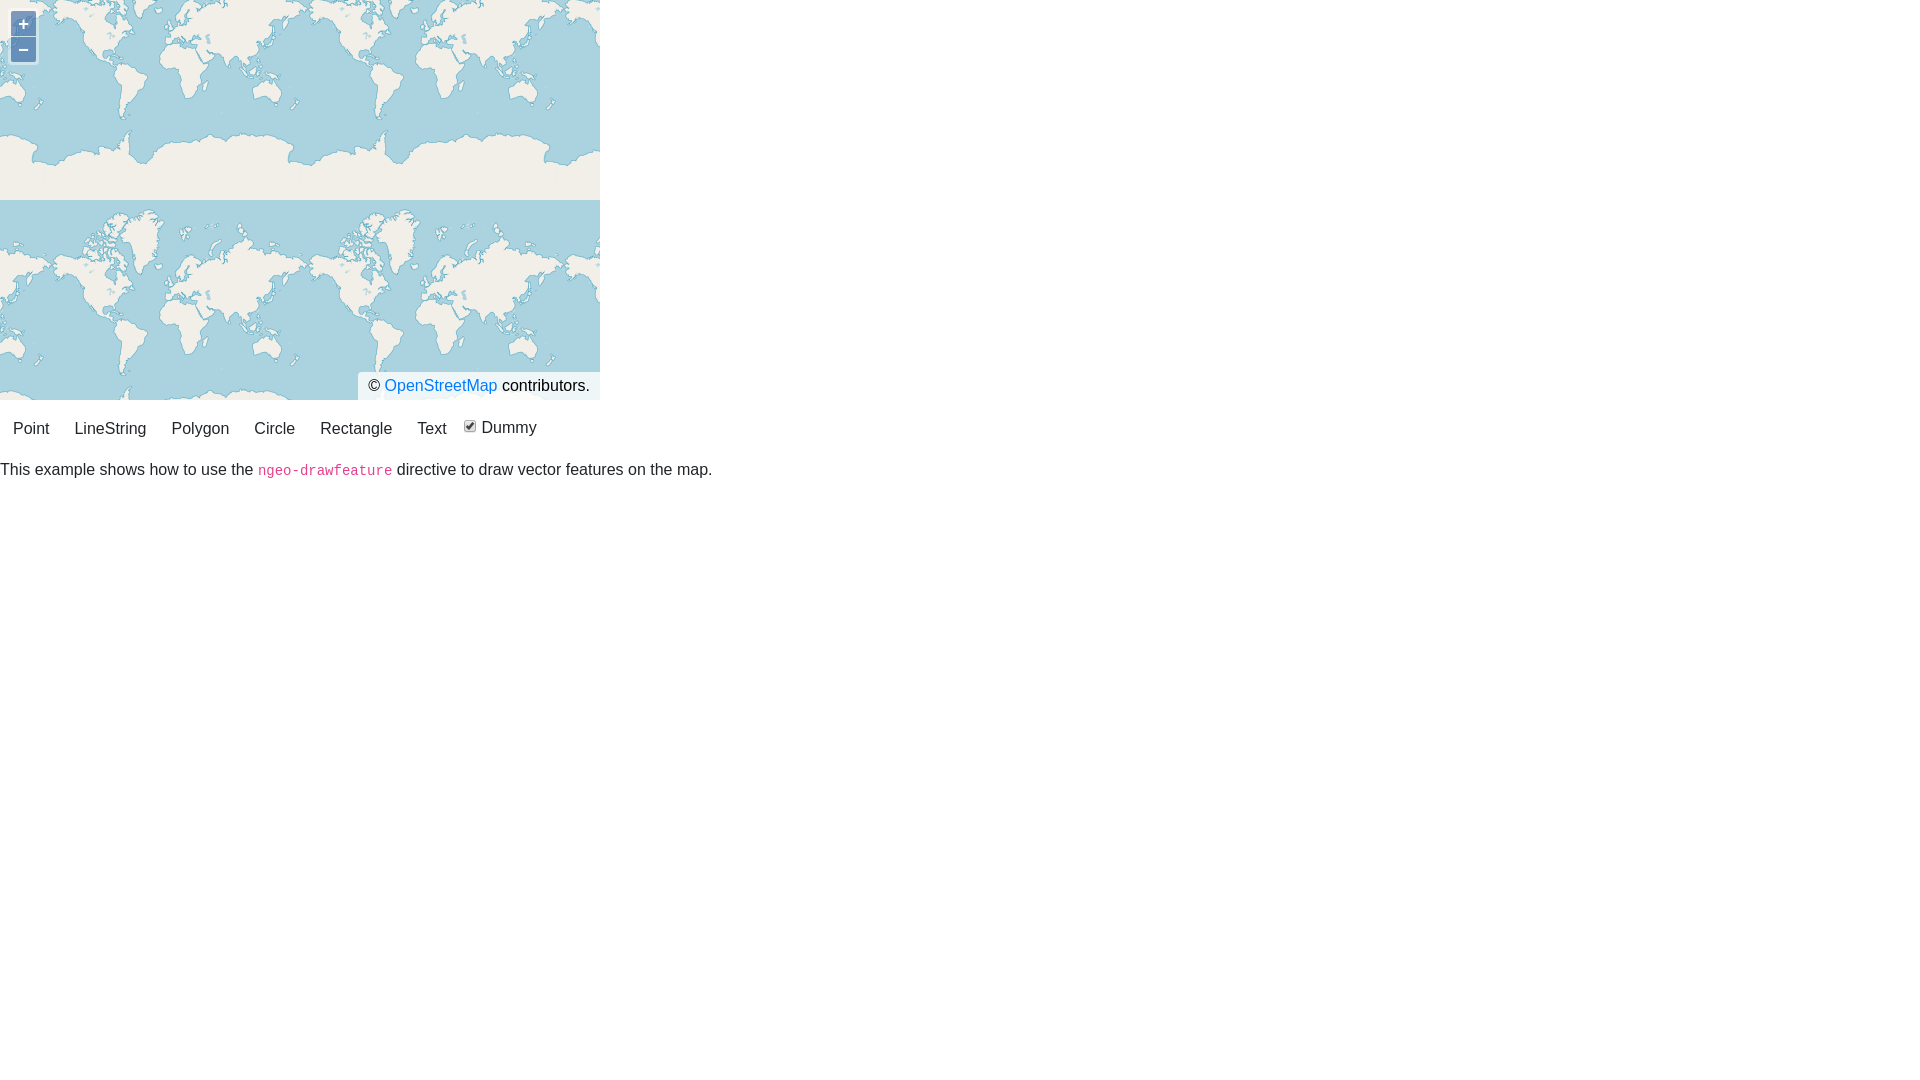 +
−
© OpenStreetMap contributors.
Point LineString Polygon Circle Rectangle Text Dummy
This example shows how to use the ngeo-drawfeature directive to draw vector features on the map.